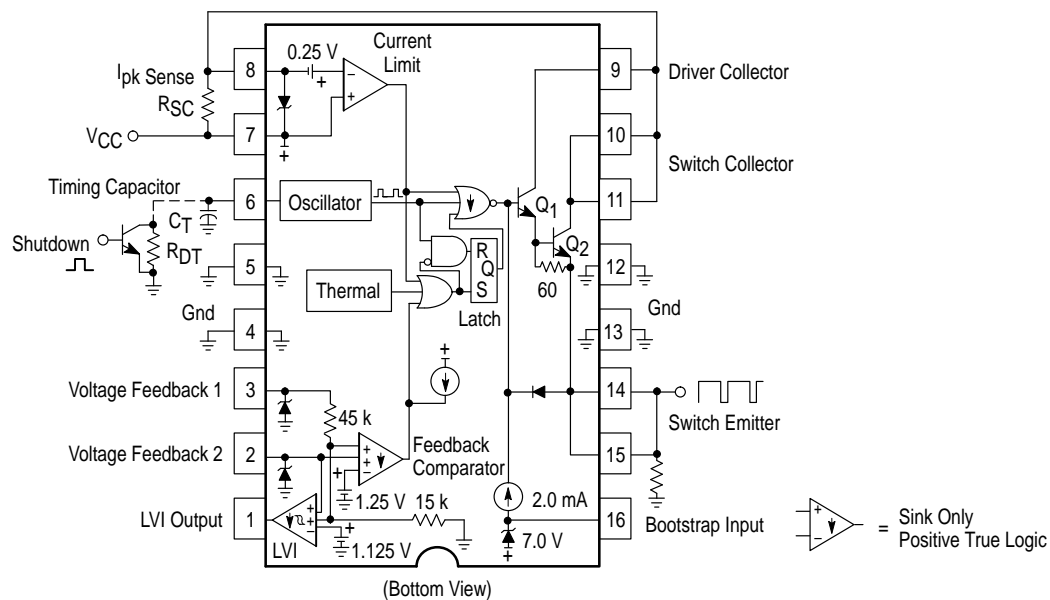 Current
Limit
0.25 V
+
−
+
+
8
Ipk Sense
RSC
7
VCC
9
Driver Collector
10
Switch Collector
11
Timing Capacitor
6
Oscillator
CT
Shutdown
RDT
Q1
Q2
5
R
Q
S
60
12
Thermal
Latch
Gnd
4
Gnd
13
+
Voltage Feedback 1
3
14
45 k
Switch Emitter
Voltage Feedback 2
2
+
+
−
Feedback
Comparator
15
+
1.25 V
15 k
2.0 mA
LVI Output
1
+
+
−
+
16
Bootstrap Input
LVI
1.125 V
7.0 V
+
(Bottom View)
+
−
= Sink Only
Positive True Logic